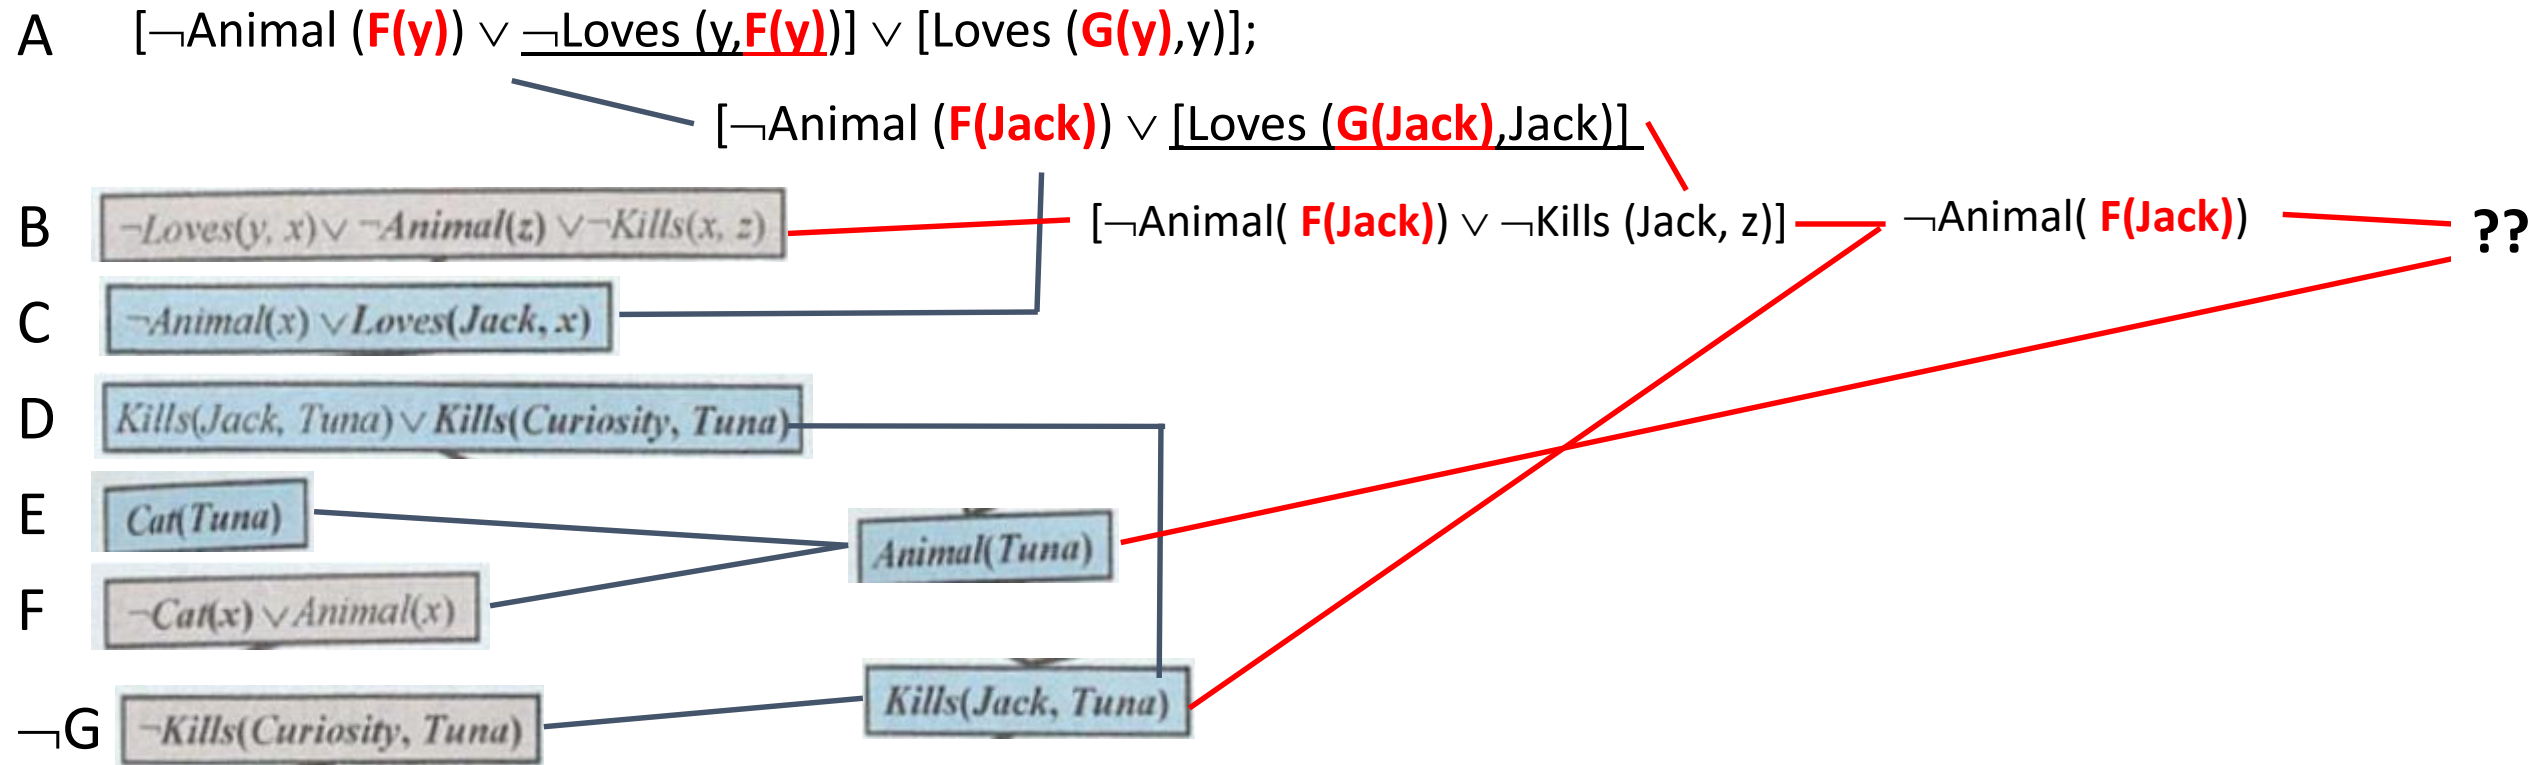 A [¬Animal (F(y)) ∨ ¬Loves (y,F(y))] ∨ [Loves (G(y),y)];
[¬Animal (F(Jack)) ∨ [Loves (G(Jack),Jack)]
B ¬Loves(y, x)∨ ¬Animal(z) ∨¬Kills(x, z) [¬Animal( F(Jack)) ∨ ¬Kills (Jack, z)] ¬Animal( F(Jack)) ??
C ¬Animal(x) ∨Loves(Jack, x)
D Kills(Jack, Tuna)∨ Kills(Curiosity, Tuna)
E Cat(Tuna)
Animal(Tuna)
F ¬Cat(x) ∨ Animal(x)
¬G ¬Kills(Curiosity, Tuna) Kills(Jack, Tuna)